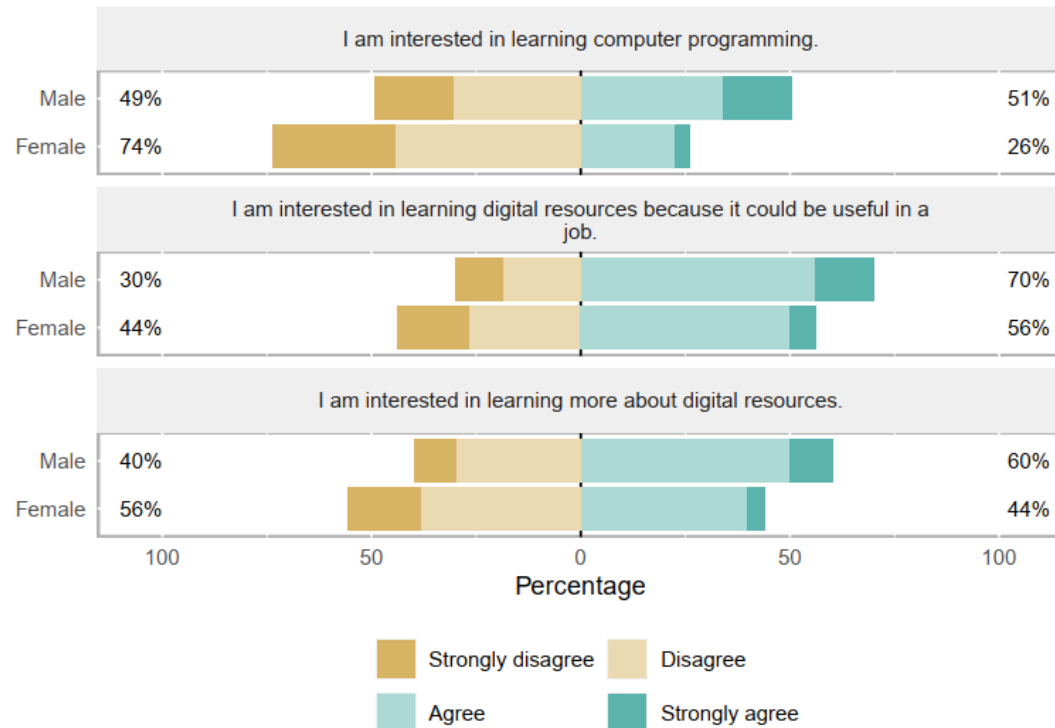 I am interested in learning computer programming.
Male 49% 51%
Female 74% 26%
I am interested in learning digital resources because it could be useful in a
job.
Male 30% 70%
Female 44% 56%
I am interested in learning more about digital resources.
Male 40% 60%
Female 56% 44%
100 50 0 50 100
Percentage
Strongly disagree Disagree
Agree Strongly agree